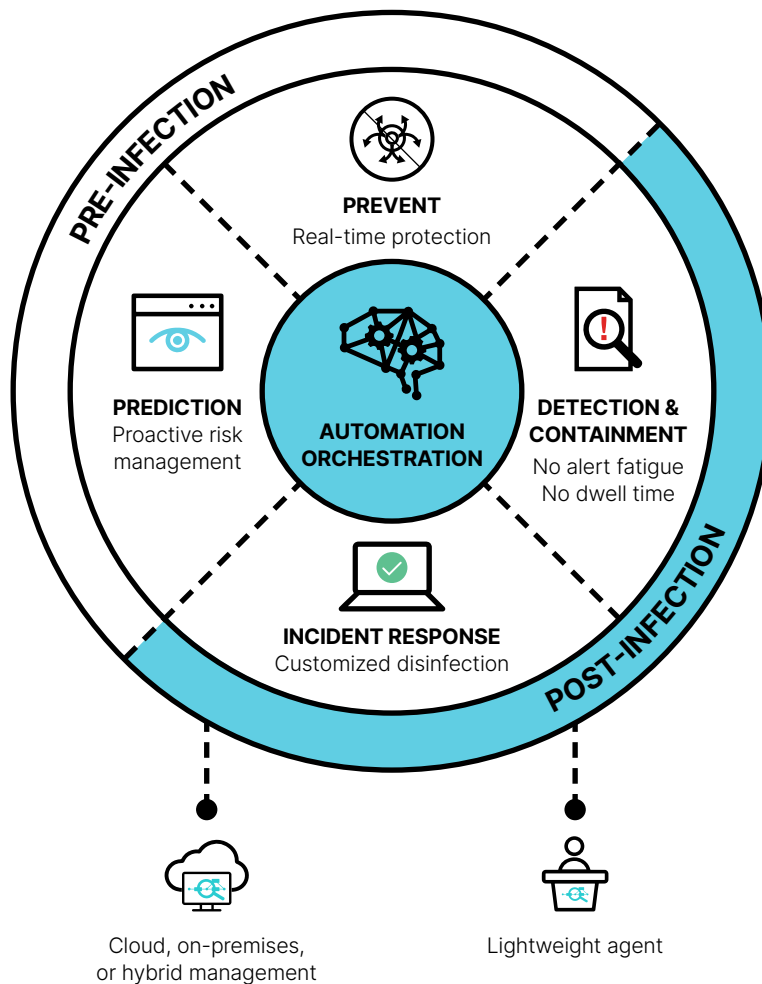 PRE-INFECTION
PREVENT
Real-time protection
PREDICTION
Proactive risk
management
AUTOMATION
ORCHESTRATION
DETECTION &
CONTAINMENT
No alert fatigue
No dwell time
INCIDENT RESPONSE
Customized disinfection
POST-INFECTION
Cloud, on-premises,
or hybrid management
Lightweight agent